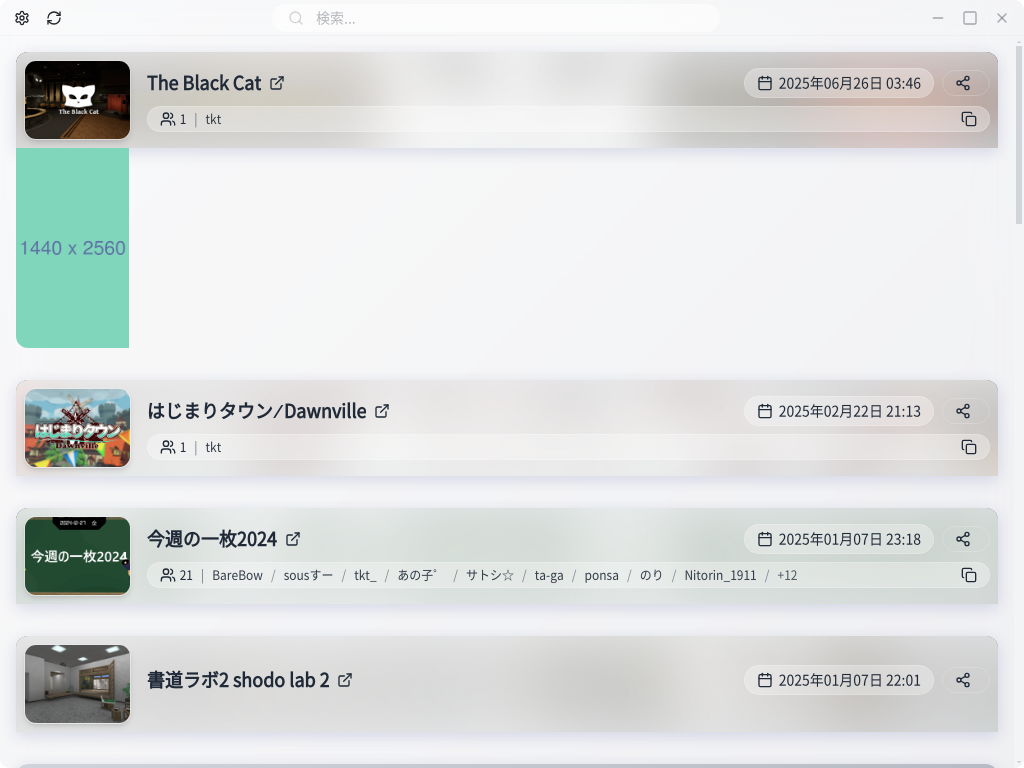 検索...
The Black Cat
The Black Cat
2025年06月26日 03:46
1 | tkt
1440 x 2560
はじまりタウン
Dawnville
はじまりタウン⁄Dawnville
2025年02月22日 21:13
1 | tkt
2024-12-27
今週の一枚2024
今週の一枚2024
2025年01月07日 23:18
21 | BareBow / sousすー / tkt_ / あの子゜ / サトシ☆ / ta-ga / ponsa / のり / Nitorin_1911 / +12
書道ラボ2 shodo lab 2
2025年01月07日 22:01